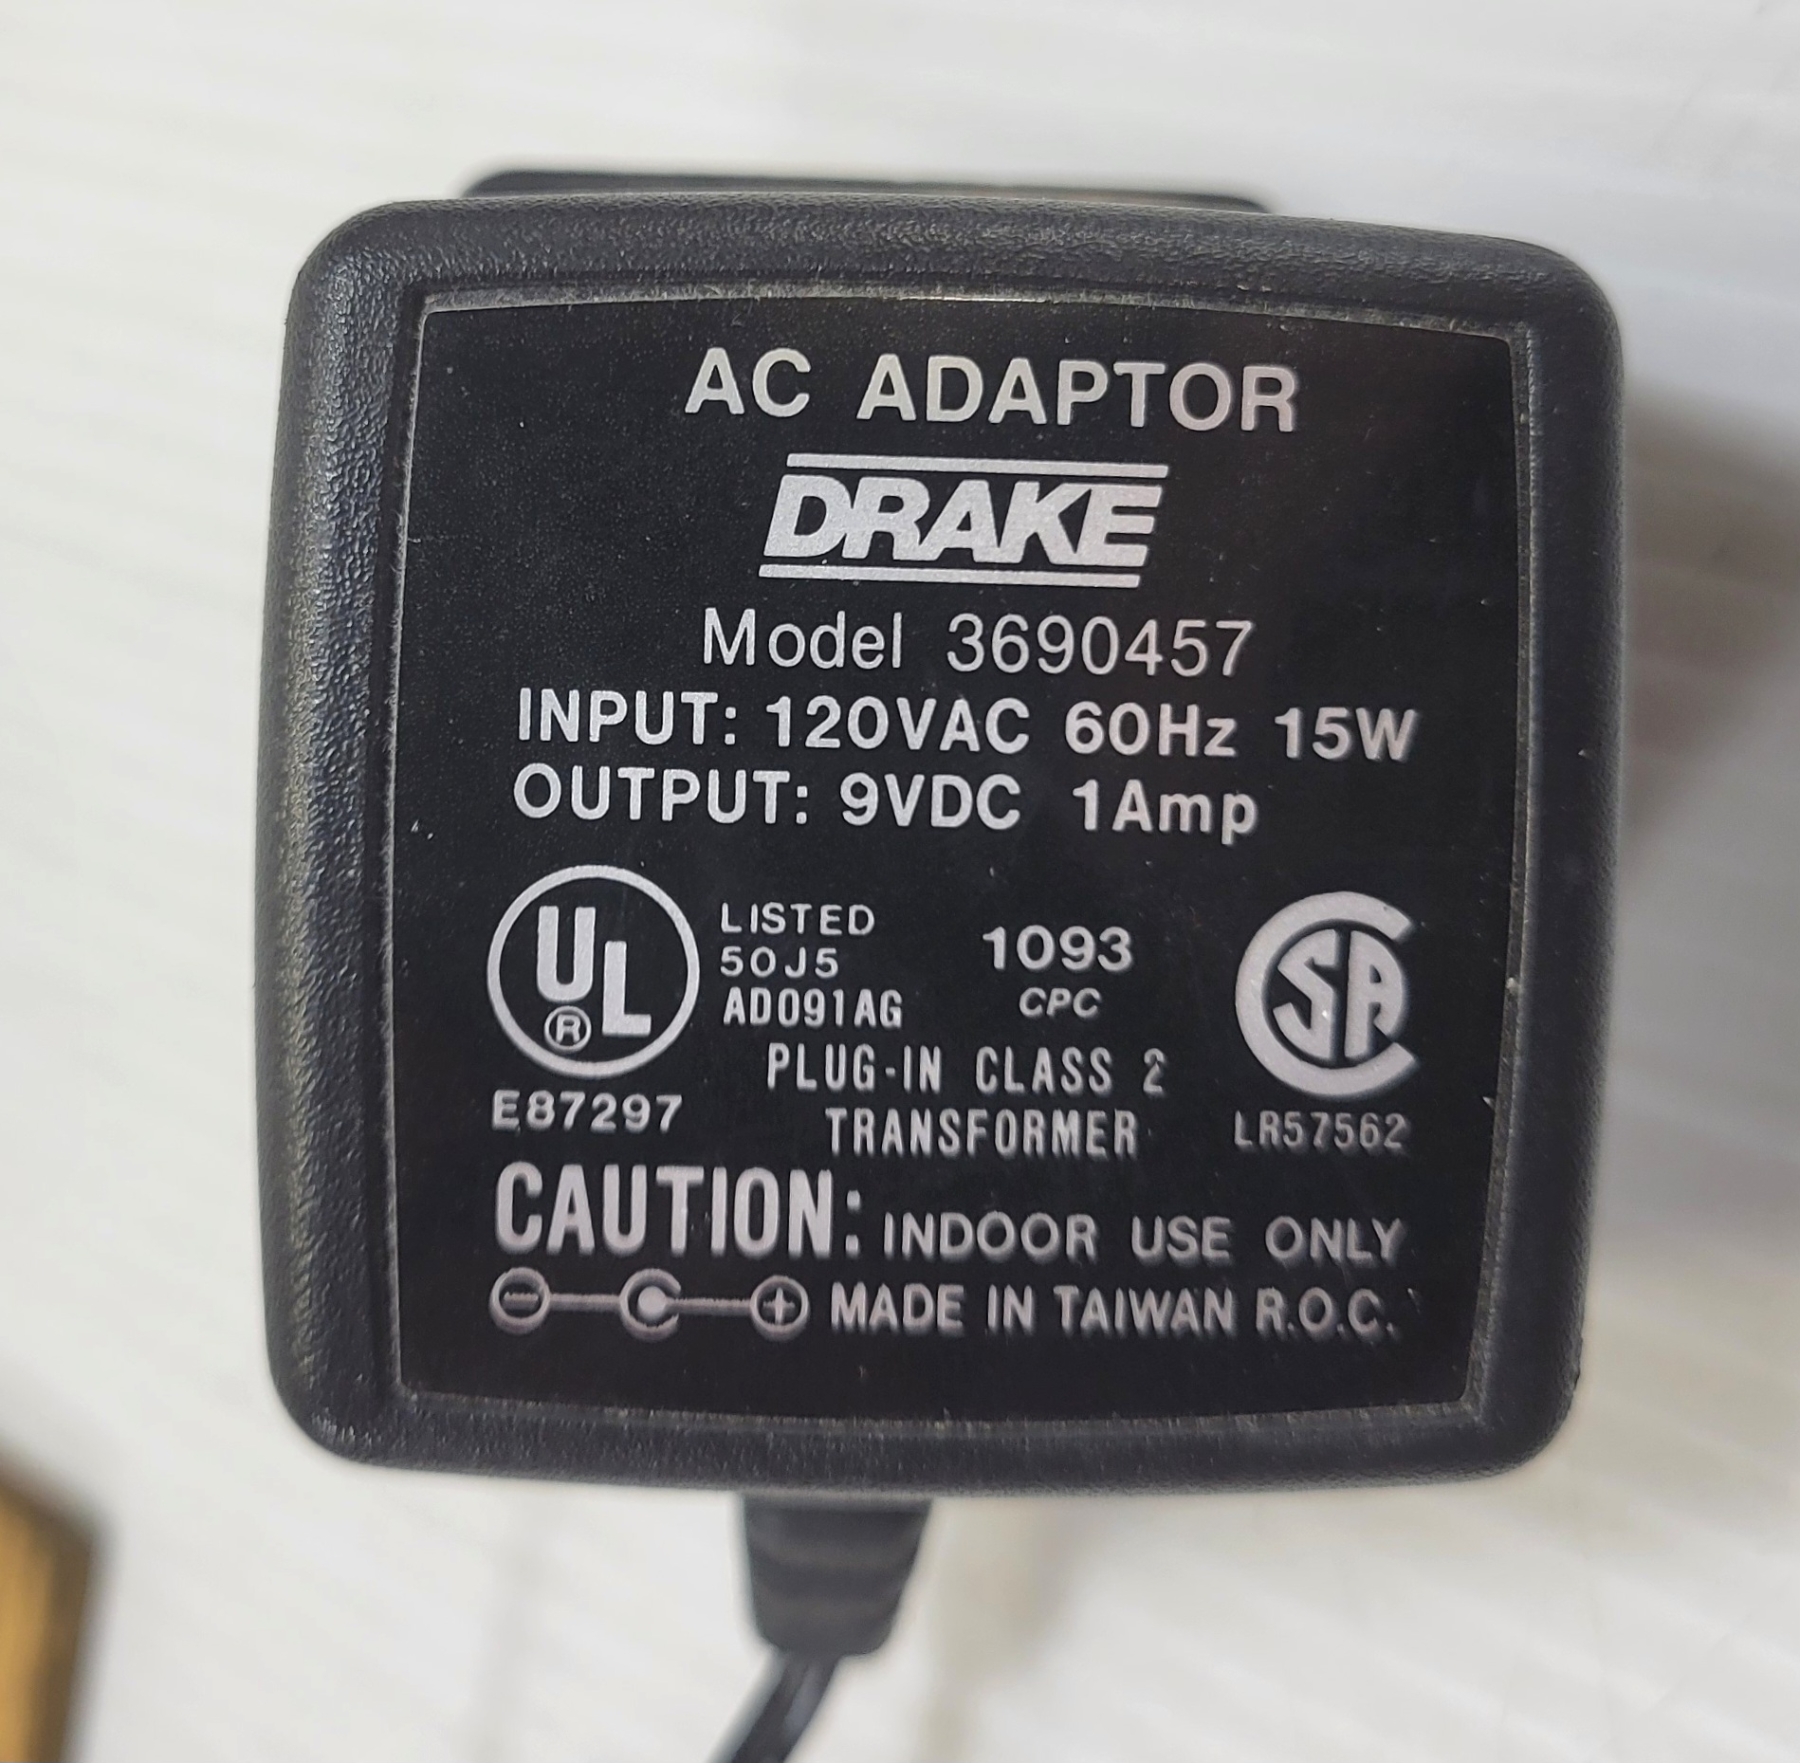 AC ADAPTOR
DRAKE
Model 3690457
INPUT: 120VAC 60Hz 15W
OUTPUT: 9VDC 1Amp
UL ®
LISTED
50J5
AD091AG
E87297
1093
CPC
PLUG-IN CLASS 2
TRANSFORMER
CSA
LR57562
CAUTION: INDOOR USE ONLY
MADE IN TAIWAN R.O.C.